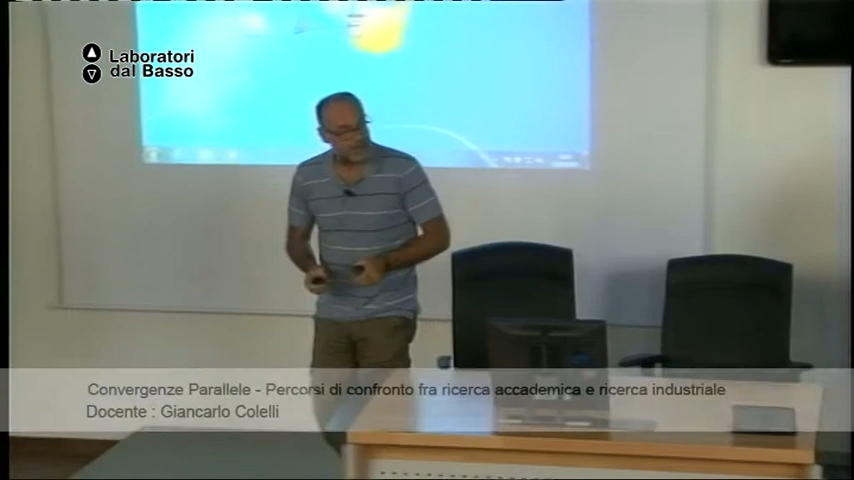 Laboratori
dal Basso
Convergenze Parallele - Percorsi di confronto fra ricerca accademica e ricerca industriale
Docente : Giancarlo Colelli